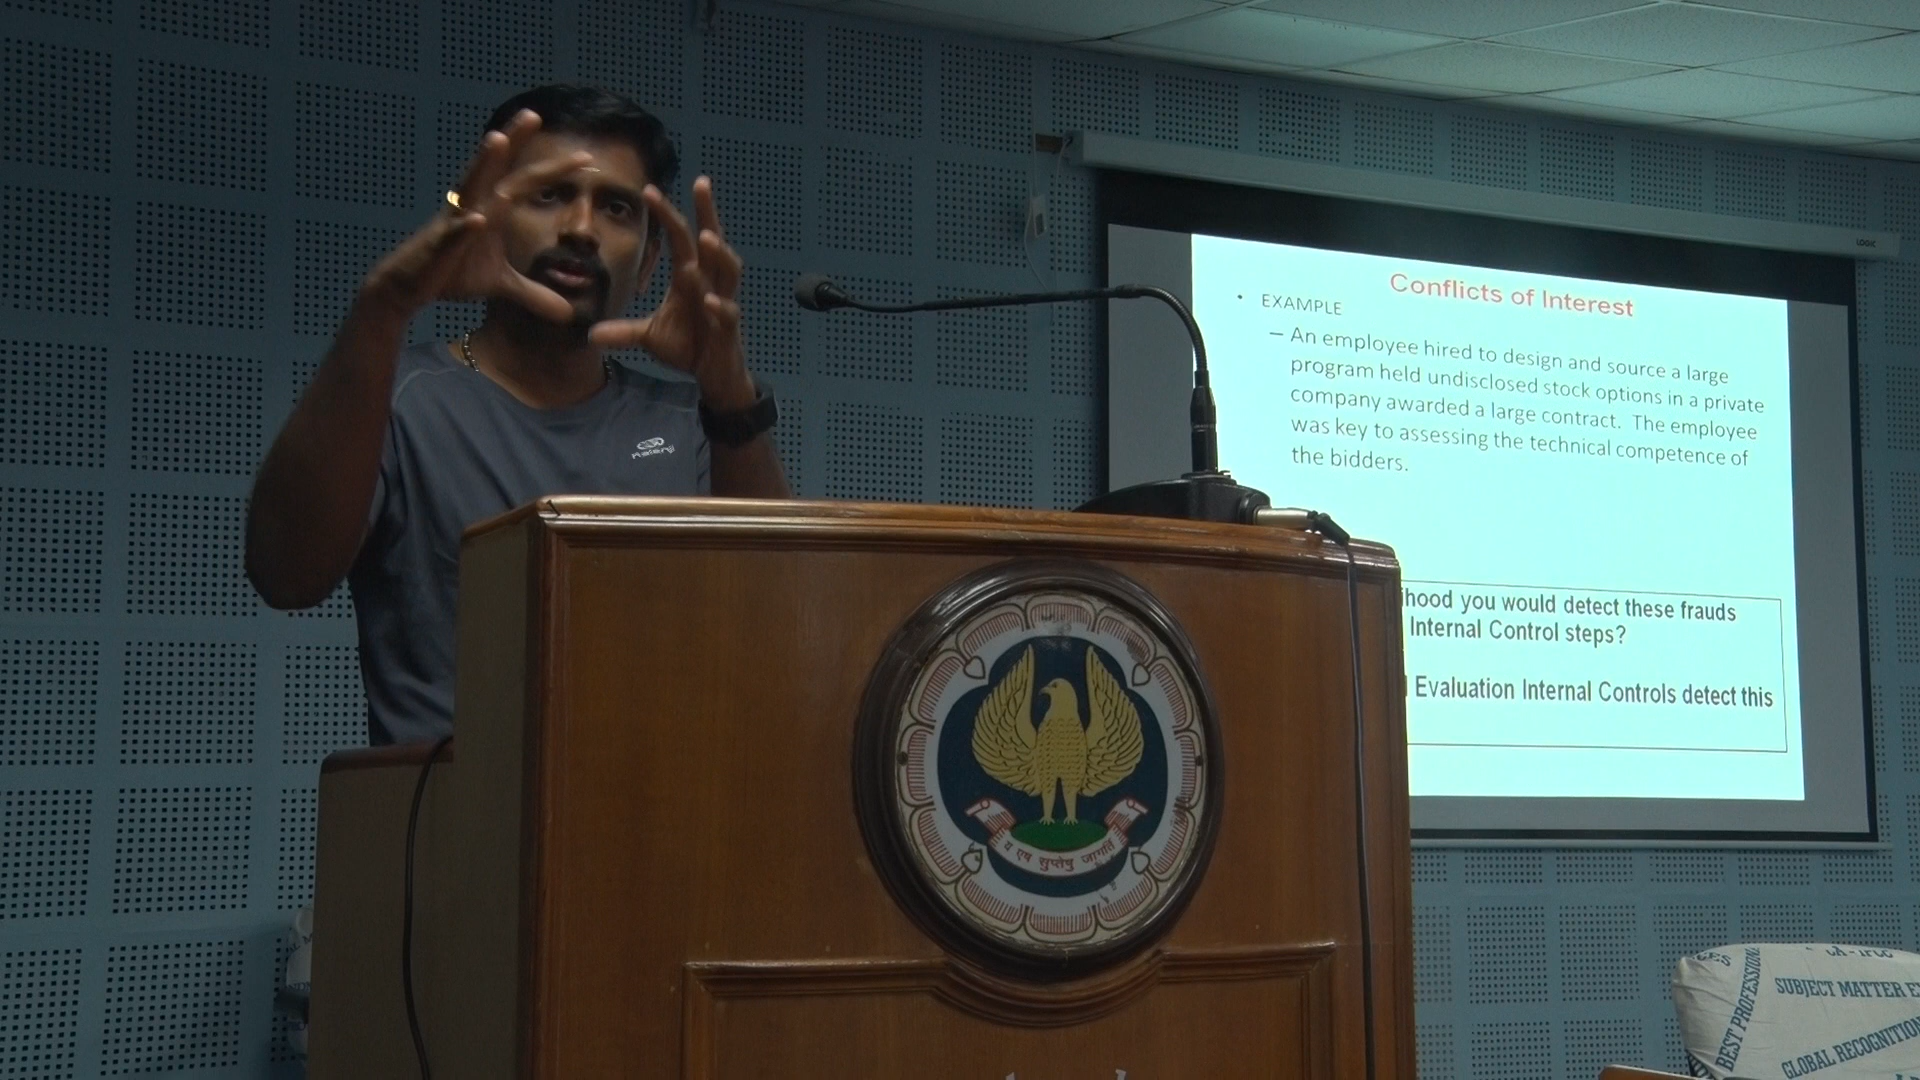 LOGIC
Conflicts of Interest
• EXAMPLE
– An employee hired to design and source a large
program held undisclosed stock options in a private
company awarded a large contract. The employee
was key to assessing the technical competence of
the bidders.
ihood you would detect these frauds
Internal Control steps?
Evaluation Internal Controls detect this
य एष सुप्तेषु जागर्ति
BEST PROFESSION
SUBJECT MATTER E
GLOBAL RECOGNITION